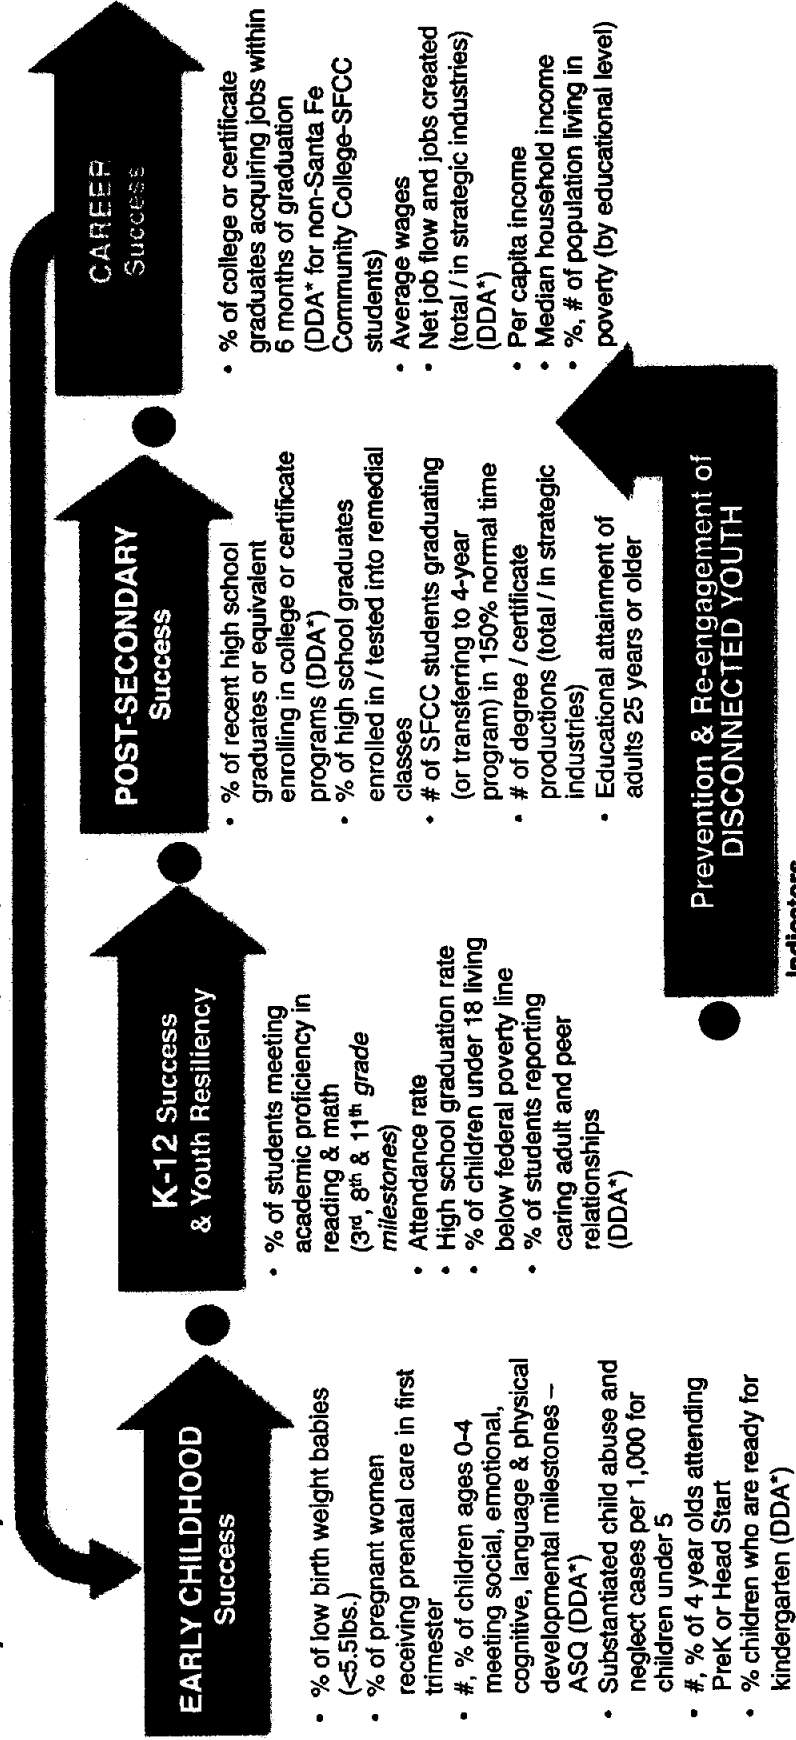 EARLY CHILDHOOD
Success
• % of low birth weight babies
(<5.5lbs.)
• % of pregnant women
receiving prenatal care in first
trimester
• #, % of children ages 0-4
meeting social, emotional,
cognitive, language & physical
developmental milestones –
ASQ (DDA*)
• Substantiated child abuse and
neglect cases per 1,000 for
children under 5
• #, % of 4 year olds attending
PreK or Head Start
• % children who are ready for
kindergarten (DDA*)
K-12 Success
& Youth Resiliency
• % of students meeting
academic proficiency in
reading & math
(3rd, 8th & 11th grade
milestones)
• Attendance rate
• High school graduation rate
• % of children under 18 living
below federal poverty line
• % of students reporting
caring adult and peer
relationships
(DDA*)
POST-SECONDARY
Success
• % of recent high school
graduates or equivalent
enrolling in college or certificate
programs (DDA*)
• % of high school graduates
enrolled in / tested into remedial
classes
• # of SFCC students graduating
(or transferring to 4-year
program) in 150% normal time
• # of degree / certificate
productions (total / in strategic
industries)
• Educational attainment of
adults 25 years or older
CAREER
Success
• % of college or certificate
graduates acquiring jobs within
6 months of graduation
(DDA* for non-Santa Fe
Community College-SFCC
students)
• Average wages
• Net job flow and jobs created
(total / in strategic industries)
(DDA*)
• Per capita income
• Median household income
• %, # of population living in
poverty (by educational level)
Prevention & Re-engagement of
DISCONNECTED YOUTH
Indicators